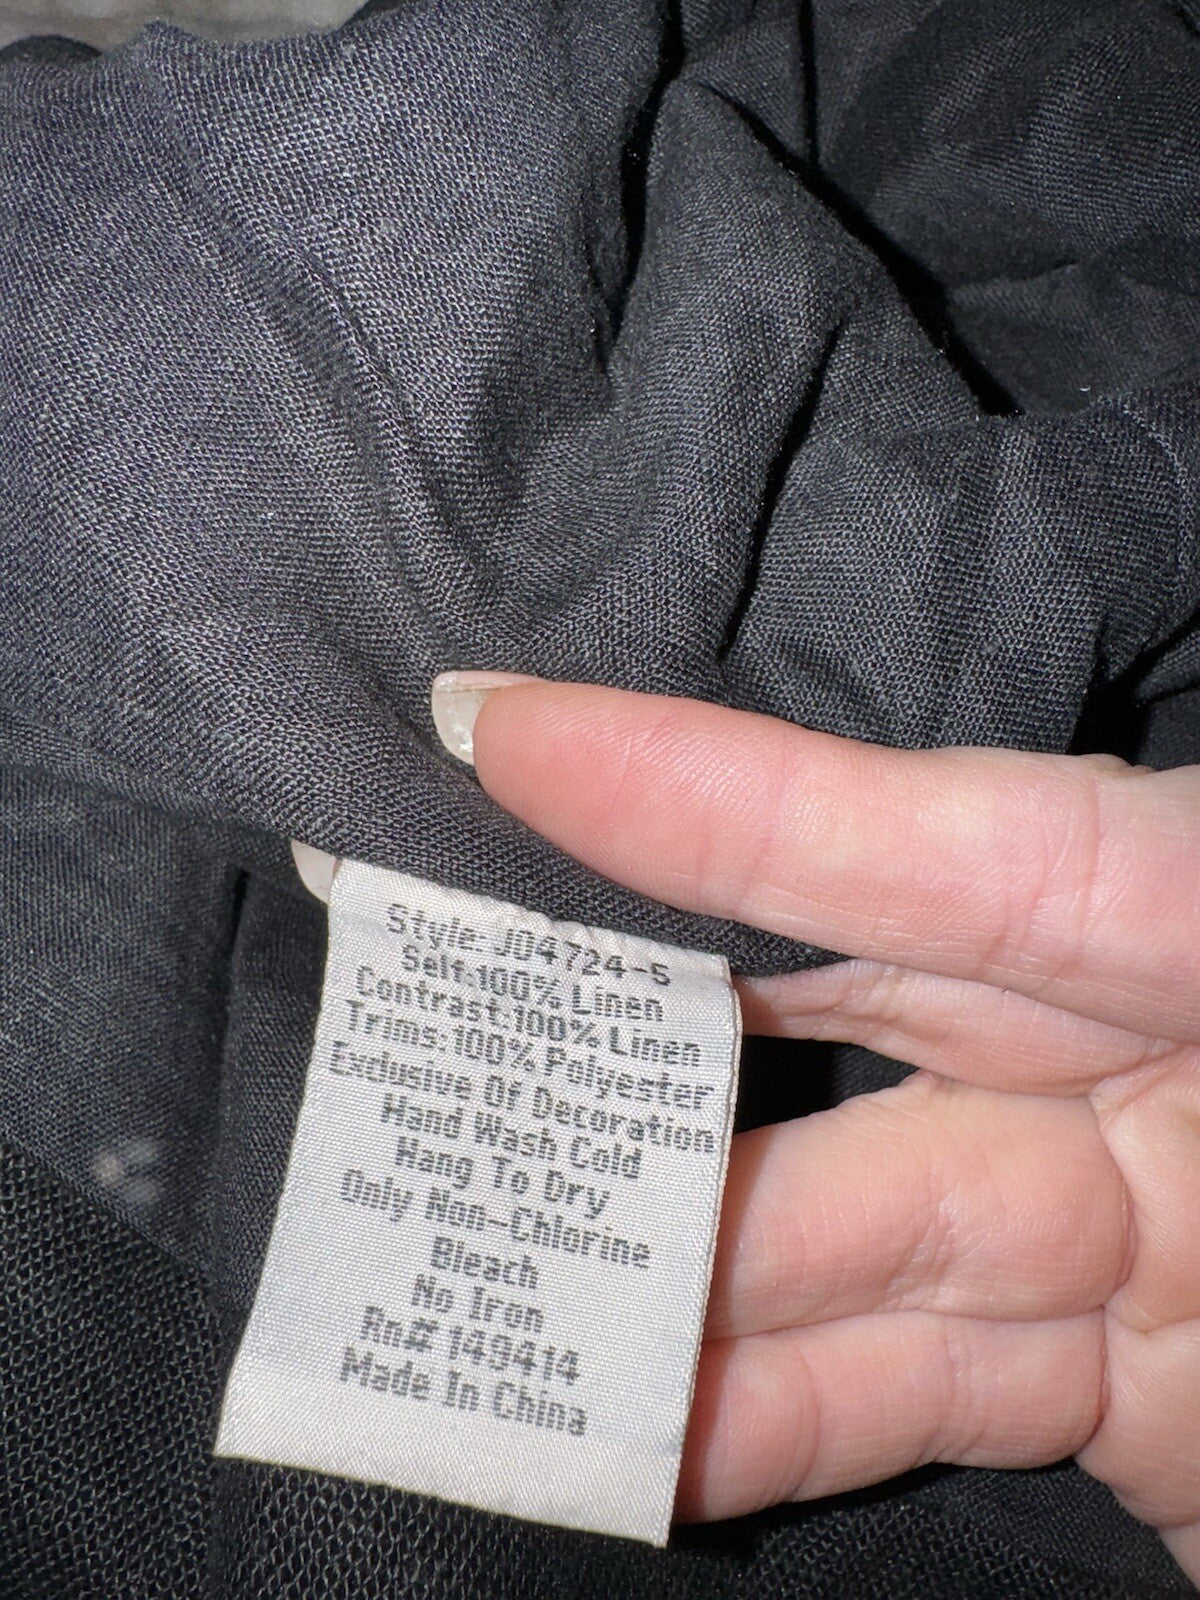 Style:J04724-S
Self:100% Linen
Contrast:100% Linen
Trims:100% Polyester
Exclusive Of Decoration
Hand Wash Cold
Hang To Dry
Only Non-Chlorine
Bleach
No Iron
Rn# 149414
Made In China